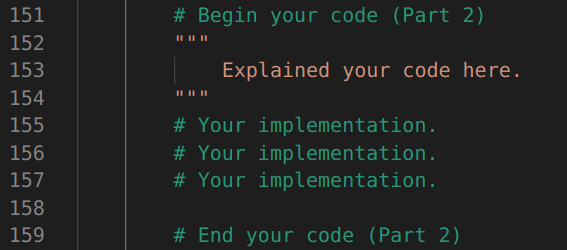 151 # Begin your code (Part 2)
152 """
153 Explained your code here.
154 """
155 # Your implementation.
156 # Your implementation.
157 # Your implementation.
158
159 # End your code (Part 2)